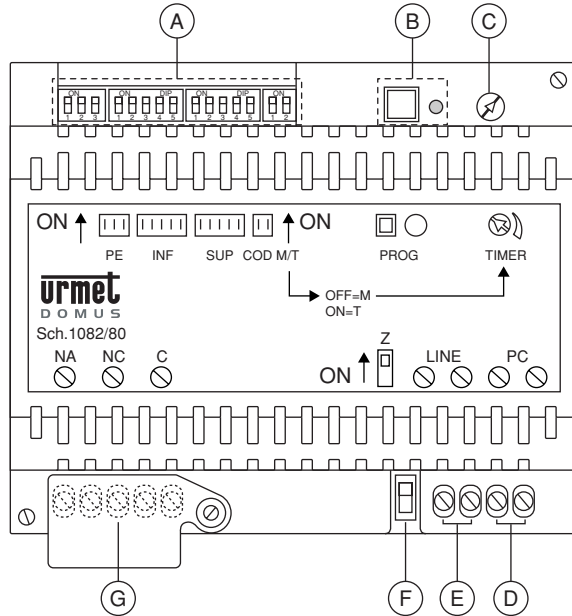 A
B
C
ON
ON DIP
ON DIP
ON
1 2 3
1 2 3 4 5
1 2 3 4 5
1 2
ON
ON
PE
INF
SUP
COD M/T
PROG
TIMER
urmet
DOMUS
OFF=M
ON=T
Sch.1082/80
NA
NC
C
Z
ON
LINE
PC
G
F
E
D